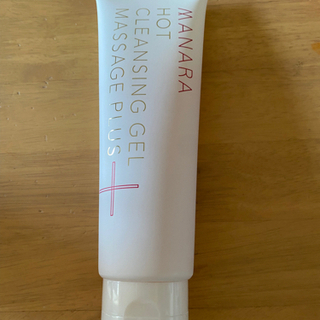 MANARA
HOT
CLEANSING GEL
MASSAGE PLUS